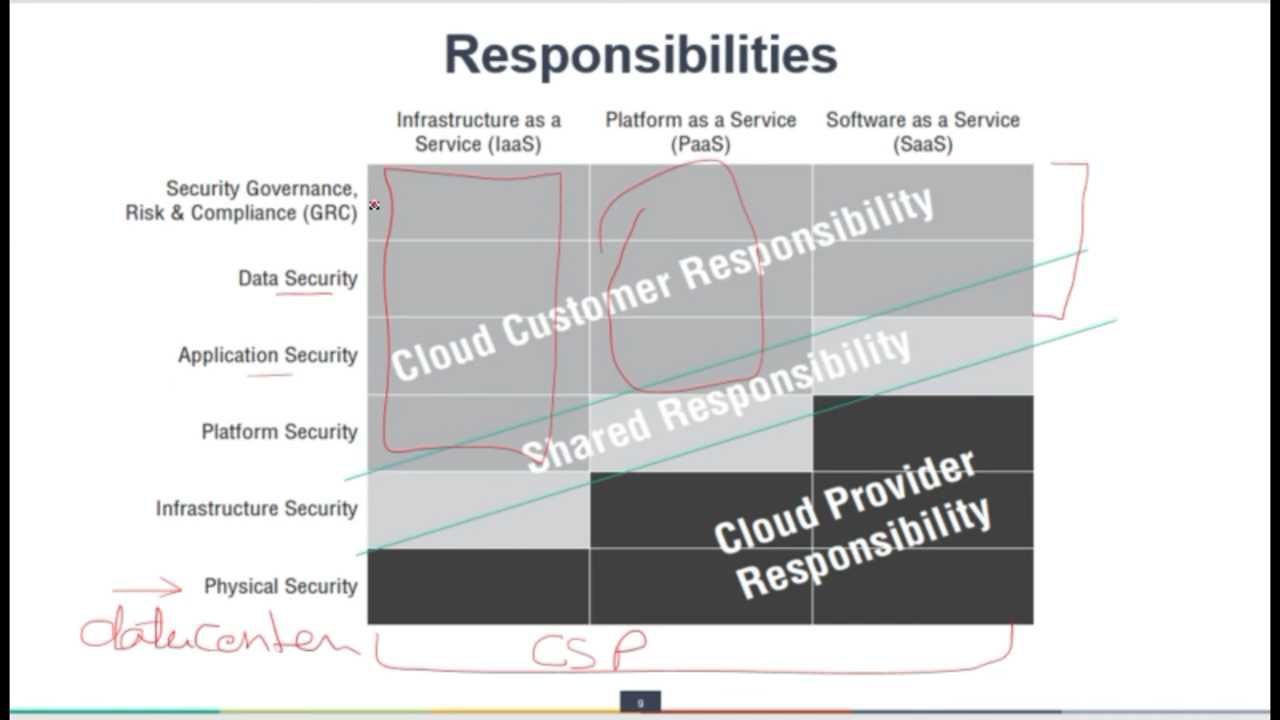 Responsibilities
Infrastructure as a
Service (IaaS)
Platform as a Service
(PaaS)
Software as a Service
(SaaS)
Security Governance,
Risk & Compliance (GRC)
Data Security
Application Security
Platform Security
Infrastructure Security
Physical Security
Cloud Customer Responsibility
Shared Responsibility
Cloud Provider
Responsibility
datacenter
CSP
9